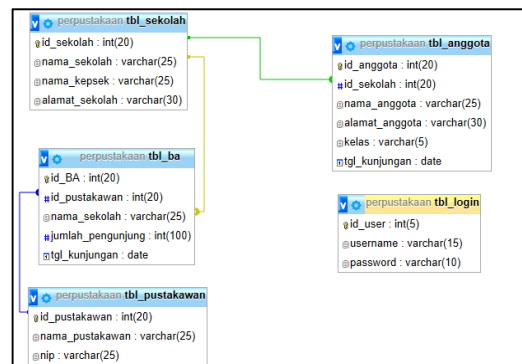 perpustakaan tbl_sekolah
id_sekolah : int(20)
nama_sekolah : varchar(25)
nama_kepsek : varchar(25)
alamat_sekolah : varchar(30)
perpustakaan tbl_anggota
id_anggota : int(20)
#id_sekolah : int(20)
nama_anggota : varchar(25)
alamat_anggota : varchar(30)
kelas : varchar(5)
tgl_kunjungan : date
perpustakaan tbl_ba
id_BA : int(20)
#id_pustakawan : int(20)
nama_sekolah : varchar(25)
#jumlah_pengunjung : int(100)
tgl_kunjungan : date
perpustakaan tbl_login
id_user : int(5)
username : varchar(15)
password : varchar(10)
perpustakaan tbl_pustakawan
id_pustakawan : int(20)
nama_pustakawan : varchar(25)
nip : varchar(25)